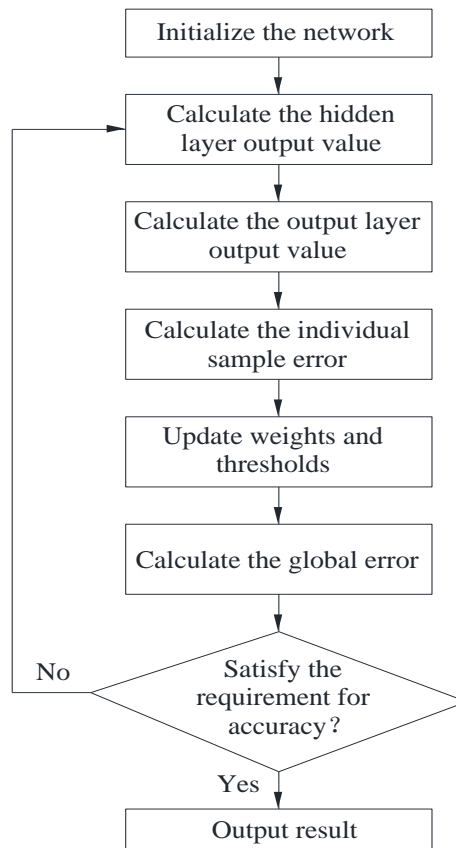 Initialize the network
Calculate the hidden
layer output value
Calculate the output layer
output value
Calculate the individual
sample error
Update weights and
thresholds
Calculate the global error
No
Satisfy the
requirement for
accuracy?
Yes
Output result